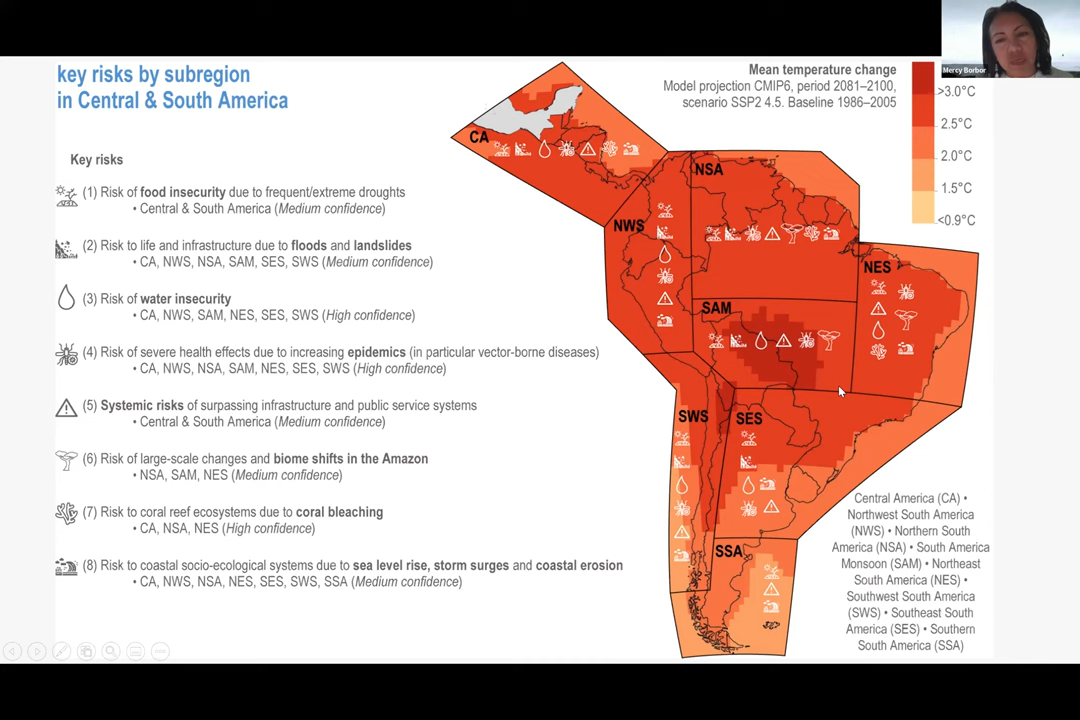 key risks by subregion
in Central & South America
Key risks
(1) Risk of food insecurity due to frequent/extreme droughts
• Central & South America (Medium confidence)
(2) Risk to life and infrastructure due to floods and landslides
• CA, NWS, NSA, SAM, SES, SWS (Medium confidence)
(3) Risk of water insecurity
• CA, NWS, SAM, NES, SES, SWS (High confidence)
(4) Risk of severe health effects due to increasing epidemics (in particular vector-borne diseases)
• CA, NWS, NSA, SAM, NES, SES, SWS (High confidence)
(5) Systemic risks of surpassing infrastructure and public service systems
• Central & South America (Medium confidence)
(6) Risk of large-scale changes and biome shifts in the Amazon
• NSA, SAM, NES (Medium confidence)
(7) Risk to coral reef ecosystems due to coral bleaching
• CA, NSA, NES (High confidence)
(8) Risk to coastal socio-ecological systems due to sea level rise, storm surges and coastal erosion
• CA, NWS, NSA, NES, SES, SWS, SSA (Medium confidence)
Mean temperature change
Model projection CMIP6, period 2081–2100,
scenario SSP2 4.5. Baseline 1986–2005
>3.0°C
2.5°C
2.0°C
1.5°C
<0.9°C
Mercy Borbor
CA
NSA
NWS
NES
SAM
SWS
SES
SSA
Central America (CA) •
Northwest South America
(NWS) • Northern South
America (NSA) • South America
Monsoon (SAM) • Northeast
South America (NES) •
Southwest South America
(SWS) • Southeast South
America (SES) • Southern
South America (SSA)